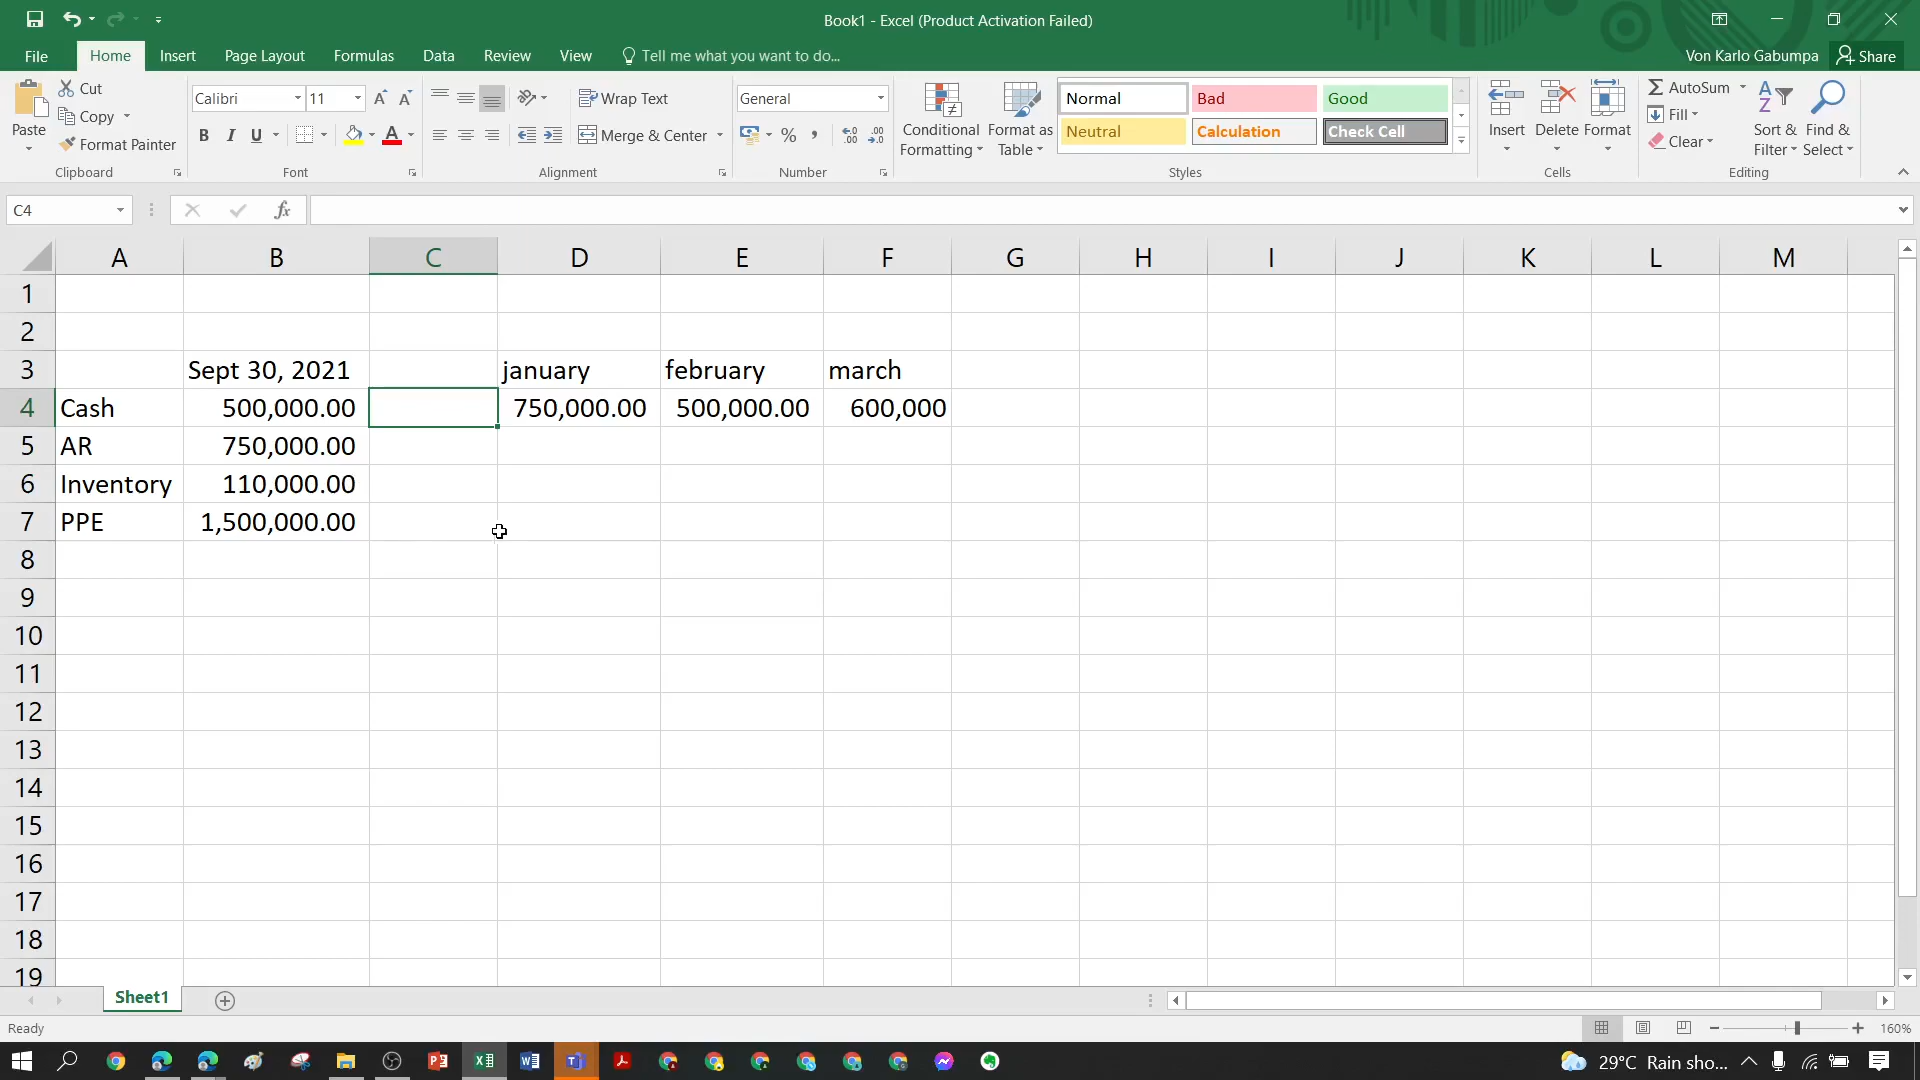 Book1 - Excel (Product Activation Failed)
File Home Insert Page Layout Formulas Data Review View Tell me what you want to do... Von Karlo Gabumpa Share
Paste
Cut
Copy
Format Painter
Clipboard
Calibri 11
B I U
Font
Wrap Text
Merge & Center
Alignment
General
% ,
Number
Conditional Formatting
Format as Table
Normal Bad Good
Neutral Calculation Check Cell
Styles
Insert Delete Format
Cells
AutoSum
Fill
Clear
Sort & Filter
Find & Select
Editing
C4 fx
A B C D E F G H I J K L M
1
2
3 Sept 30, 2021 january february march
4 Cash 500,000.00 750,000.00 500,000.00 600,000
5 AR 750,000.00
6 Inventory 110,000.00
7 PPE 1,500,000.00
8
9
10
11
12
13
14
15
16
17
18
19
Sheet1
Ready 160%
29°C Rain sho...